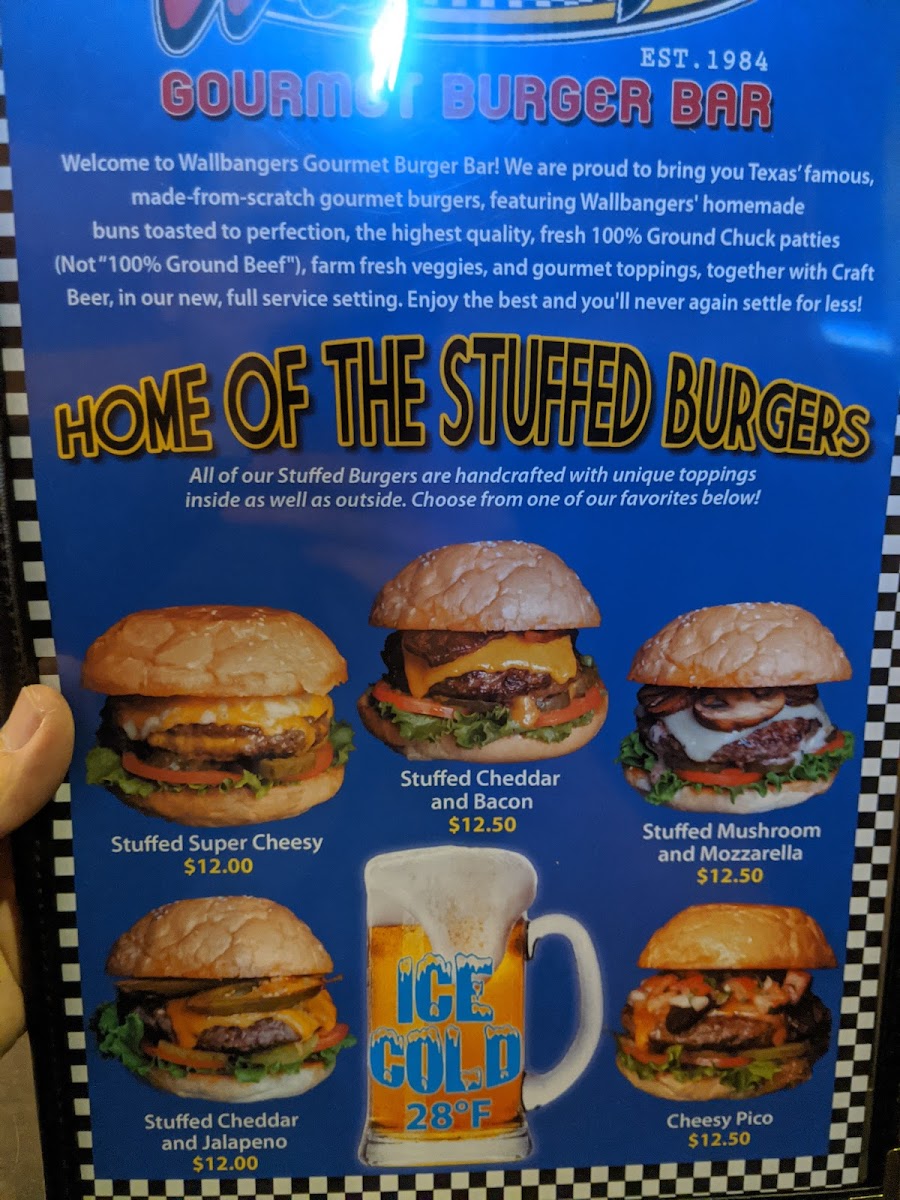 EST.1984
GOURMET BURGER BAR
Welcome to Wallbangers Gourmet Burger Bar! We are proud to bring you Texas' famous,
made-from-scratch gourmet burgers, featuring Wallbangers' homemade
buns toasted to perfection, the highest quality, fresh 100% Ground Chuck patties
(Not "100% Ground Beef"), farm fresh veggies, and gourmet toppings, together with Craft
Beer, in our new, full service setting. Enjoy the best and you'll never again settle for less!
HOME OF THE STUFFED BURGERS
All of our Stuffed Burgers are handcrafted with unique toppings
inside as well as outside. Choose from one of our favorites below!
Stuffed Super Cheesy
$12.00
Stuffed Cheddar
and Bacon
$12.50
Stuffed Mushroom
and Mozzarella
$12.50
Stuffed Cheddar
and Jalapeno
$12.00
ICE
COLD
28°F
Cheesy Pico
$12.50